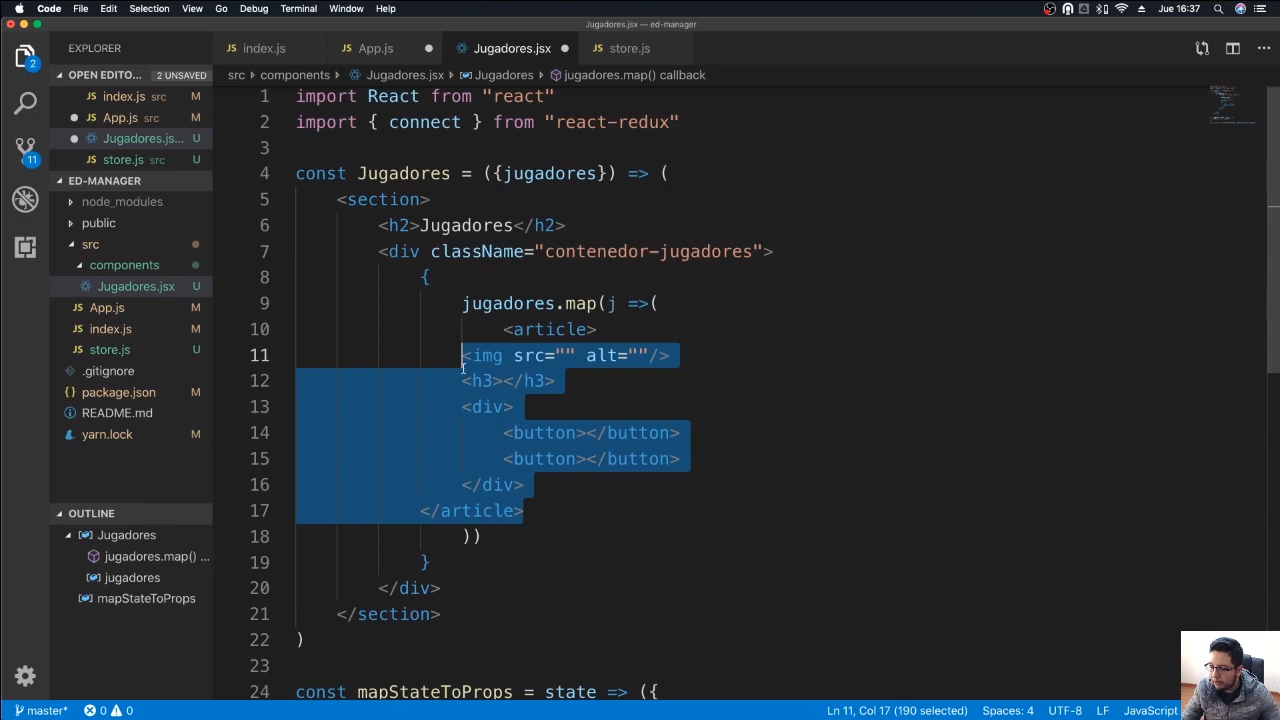 Code File Edit Selection View Go Debug Terminal Window Help Jue 16:37
Jugadores.jsx — ed-manager
EXPLORER
index.js App.js Jugadores.jsx store.js
OPEN EDITO... 2 UNSAVED
src › components › Jugadores.jsx › Jugadores › jugadores.map() callback
index.js src M
App.js src M
Jugadores.js... U
store.js src U
ED-MANAGER
node_modules
public
src
components
Jugadores.jsx U
App.js M
index.js M
store.js U
.gitignore
package.json M
README.md
yarn.lock M
OUTLINE
Jugadores
jugadores.map() ...
jugadores
mapStateToProps
1 import React from "react"
2 import { connect } from "react-redux"
3
4 const Jugadores = ({jugadores}) => (
5 <section>
6 <h2>Jugadores</h2>
7 <div className="contenedor-jugadores">
8 {
9 jugadores.map(j =>(
10 <article>
11 <img src="" alt=""/>
12 <h3></h3>
13 <div>
14 <button></button>
15 <button></button>
16 </div>
17 </article>
18 ))
19 }
20 </div>
21 </section>
22 )
23
24 const mapStateToProps = state => ({
2
11
master* 0 0 Ln 11, Col 17 (190 selected) Spaces: 4 UTF-8 LF JavaScript